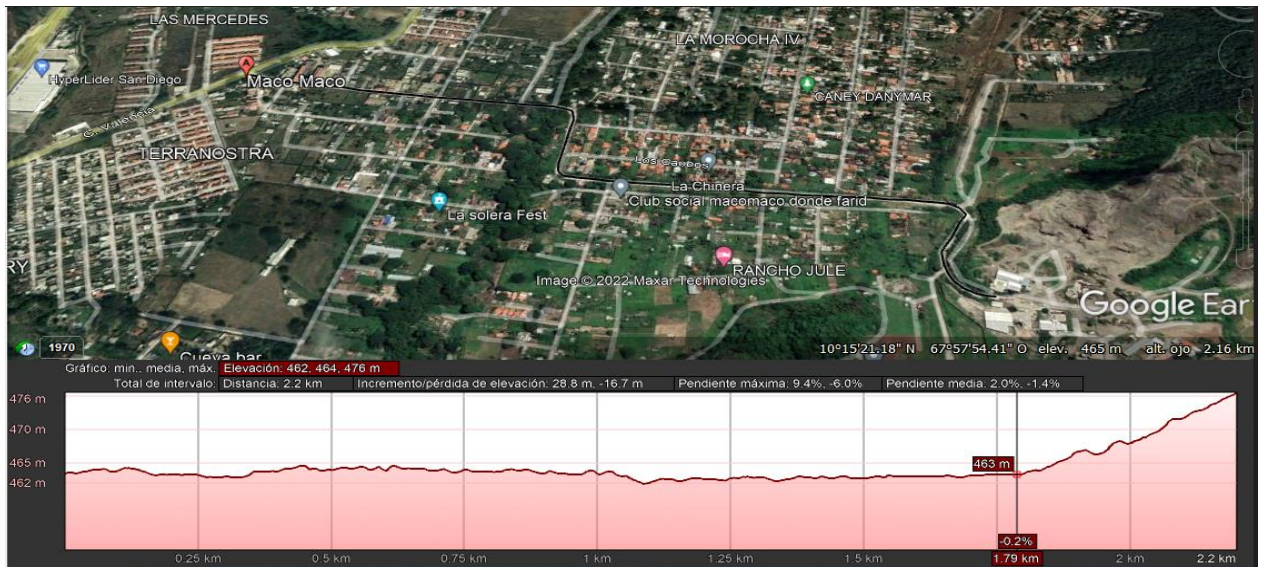 LAS MERCEDES
LA MOROCHA IV
HyperLider San Diego
Maco Maco
CANEY DANYMAR
C. Valencia
TERRANOSTRA
Los Caobos
La Chinera
Club social macomaco donde farid
La solera Fest
RY
RANCHO JULE
Image © 2022 Maxar Technologies
Google Ear
1970
Cueva bar
10°15'21.18" N 67°57'54.41" O elev. 465 m alt. ojo 2.16 km
Gráfico: min., media, máx. Elevación: 462, 464, 476 m
Total de intervalo: Distancia: 2.2 km Incremento/pérdida de elevación: 28.8 m, -16.7 m Pendiente máxima: 9.4%, -6.0% Pendiente media: 2.0%, -1.4%
476 m
470 m
465 m
463 m
462 m
-0.2%
0.25 km 0.5 km 0.75 km 1 km 1.25 km 1.5 km 1.79 km 2 km 2.2 km